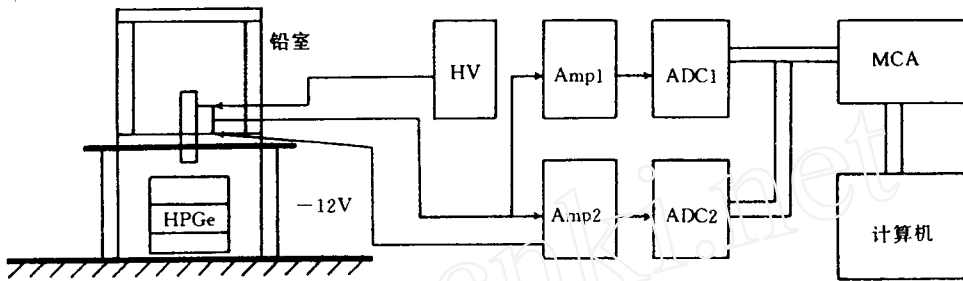 铅室
HV
Amp1
ADC1
MCA
HPGe
-12V
Amp2
ADC2
计算机